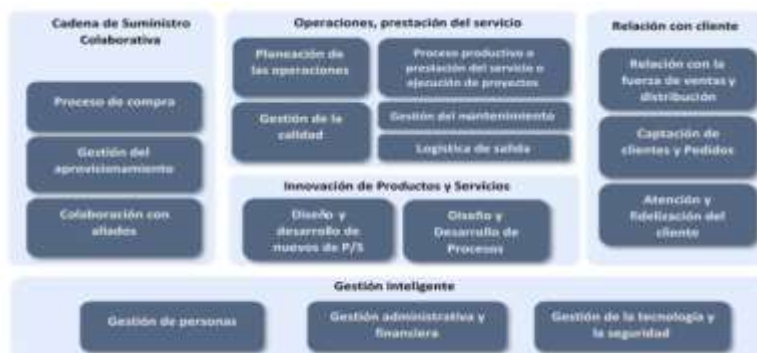 Cadena de Suministro
Colaborativa
Proceso de compra
Gestión del
aprovisionamiento
Colaboración con
aliados
Operaciones, prestación del servicio
Planeación de
las operaciones
Gestión de la
calidad
Proceso productivo o
prestación del servicio o
ejecución de proyectos
Gestión del mantenimiento
Logística de salida
Innovación de Productos y Servicios
Diseño y
desarrollo de
nuevos de P/S
Diseño y
Desarrollo de
Procesos
Relación con cliente
Relación con la
fuerza de ventas y
distribución
Captación de
clientes y Pedidos
Atención y
fidelización del
cliente
Gestión inteligente
Gestión de personas
Gestión administrativa y
financiera
Gestión de la tecnología y
la seguridad